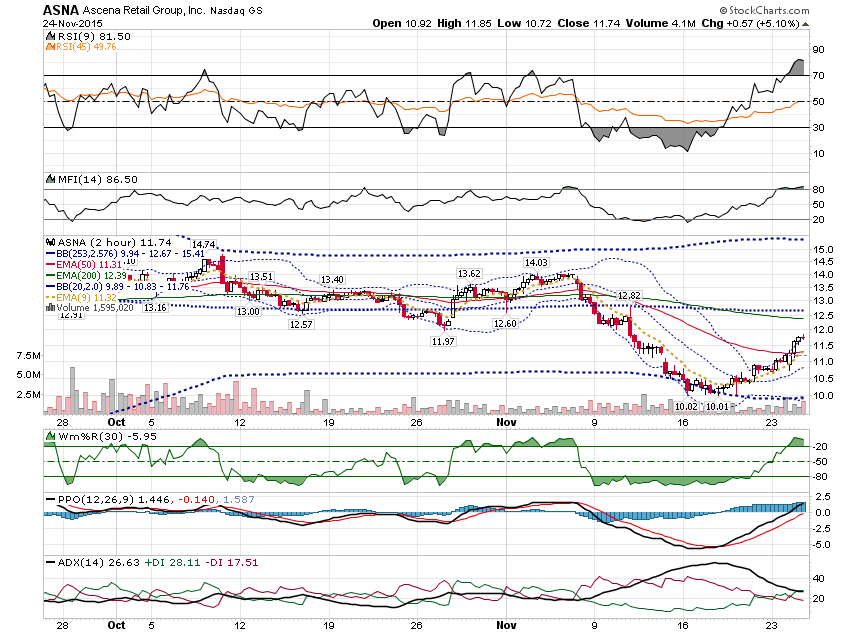 ASNA Ascena Retail Group, Inc. Nasdaq GS
© StockCharts.com
24-Nov-2015
Open 10.92 High 11.85 Low 10.72 Close 11.74 Volume 4.1M Chg +0.57 (+5.10%)
RSI(9) 81.50
RSI(45) 49.76
90
70
50
30
10
MFI(14) 86.50
80
50
20
ASNA (2 hour) 11.74
BB(253,2.576) 9.94 - 12.67 - 15.41
EMA(50) 11.31
EMA(200) 12.39
BB(20,2.0) 9.89 - 10.83 - 11.76
EMA(9) 11.32
Volume 1,595,020
12.91
13.16
14.74
13.51
13.00
13.40
12.57
11.97
13.62
12.60
14.03
12.82
10.02
10.01
15.0
14.5
14.0
13.5
13.0
12.5
12.0
11.5
11.0
10.5
10.0
7.5M
5.0M
2.5M
28 Oct 5 12 19 26 Nov 9 16 23
Wm%R(30) -5.95
-20
-50
-80
PPO(12,26,9) 1.446, -0.140, 1.587
2.5
0.0
-2.5
-5.0
ADX(14) 26.63 +DI 28.11 -DI 17.51
40
20
28 Oct 5 12 19 26 Nov 9 16 23